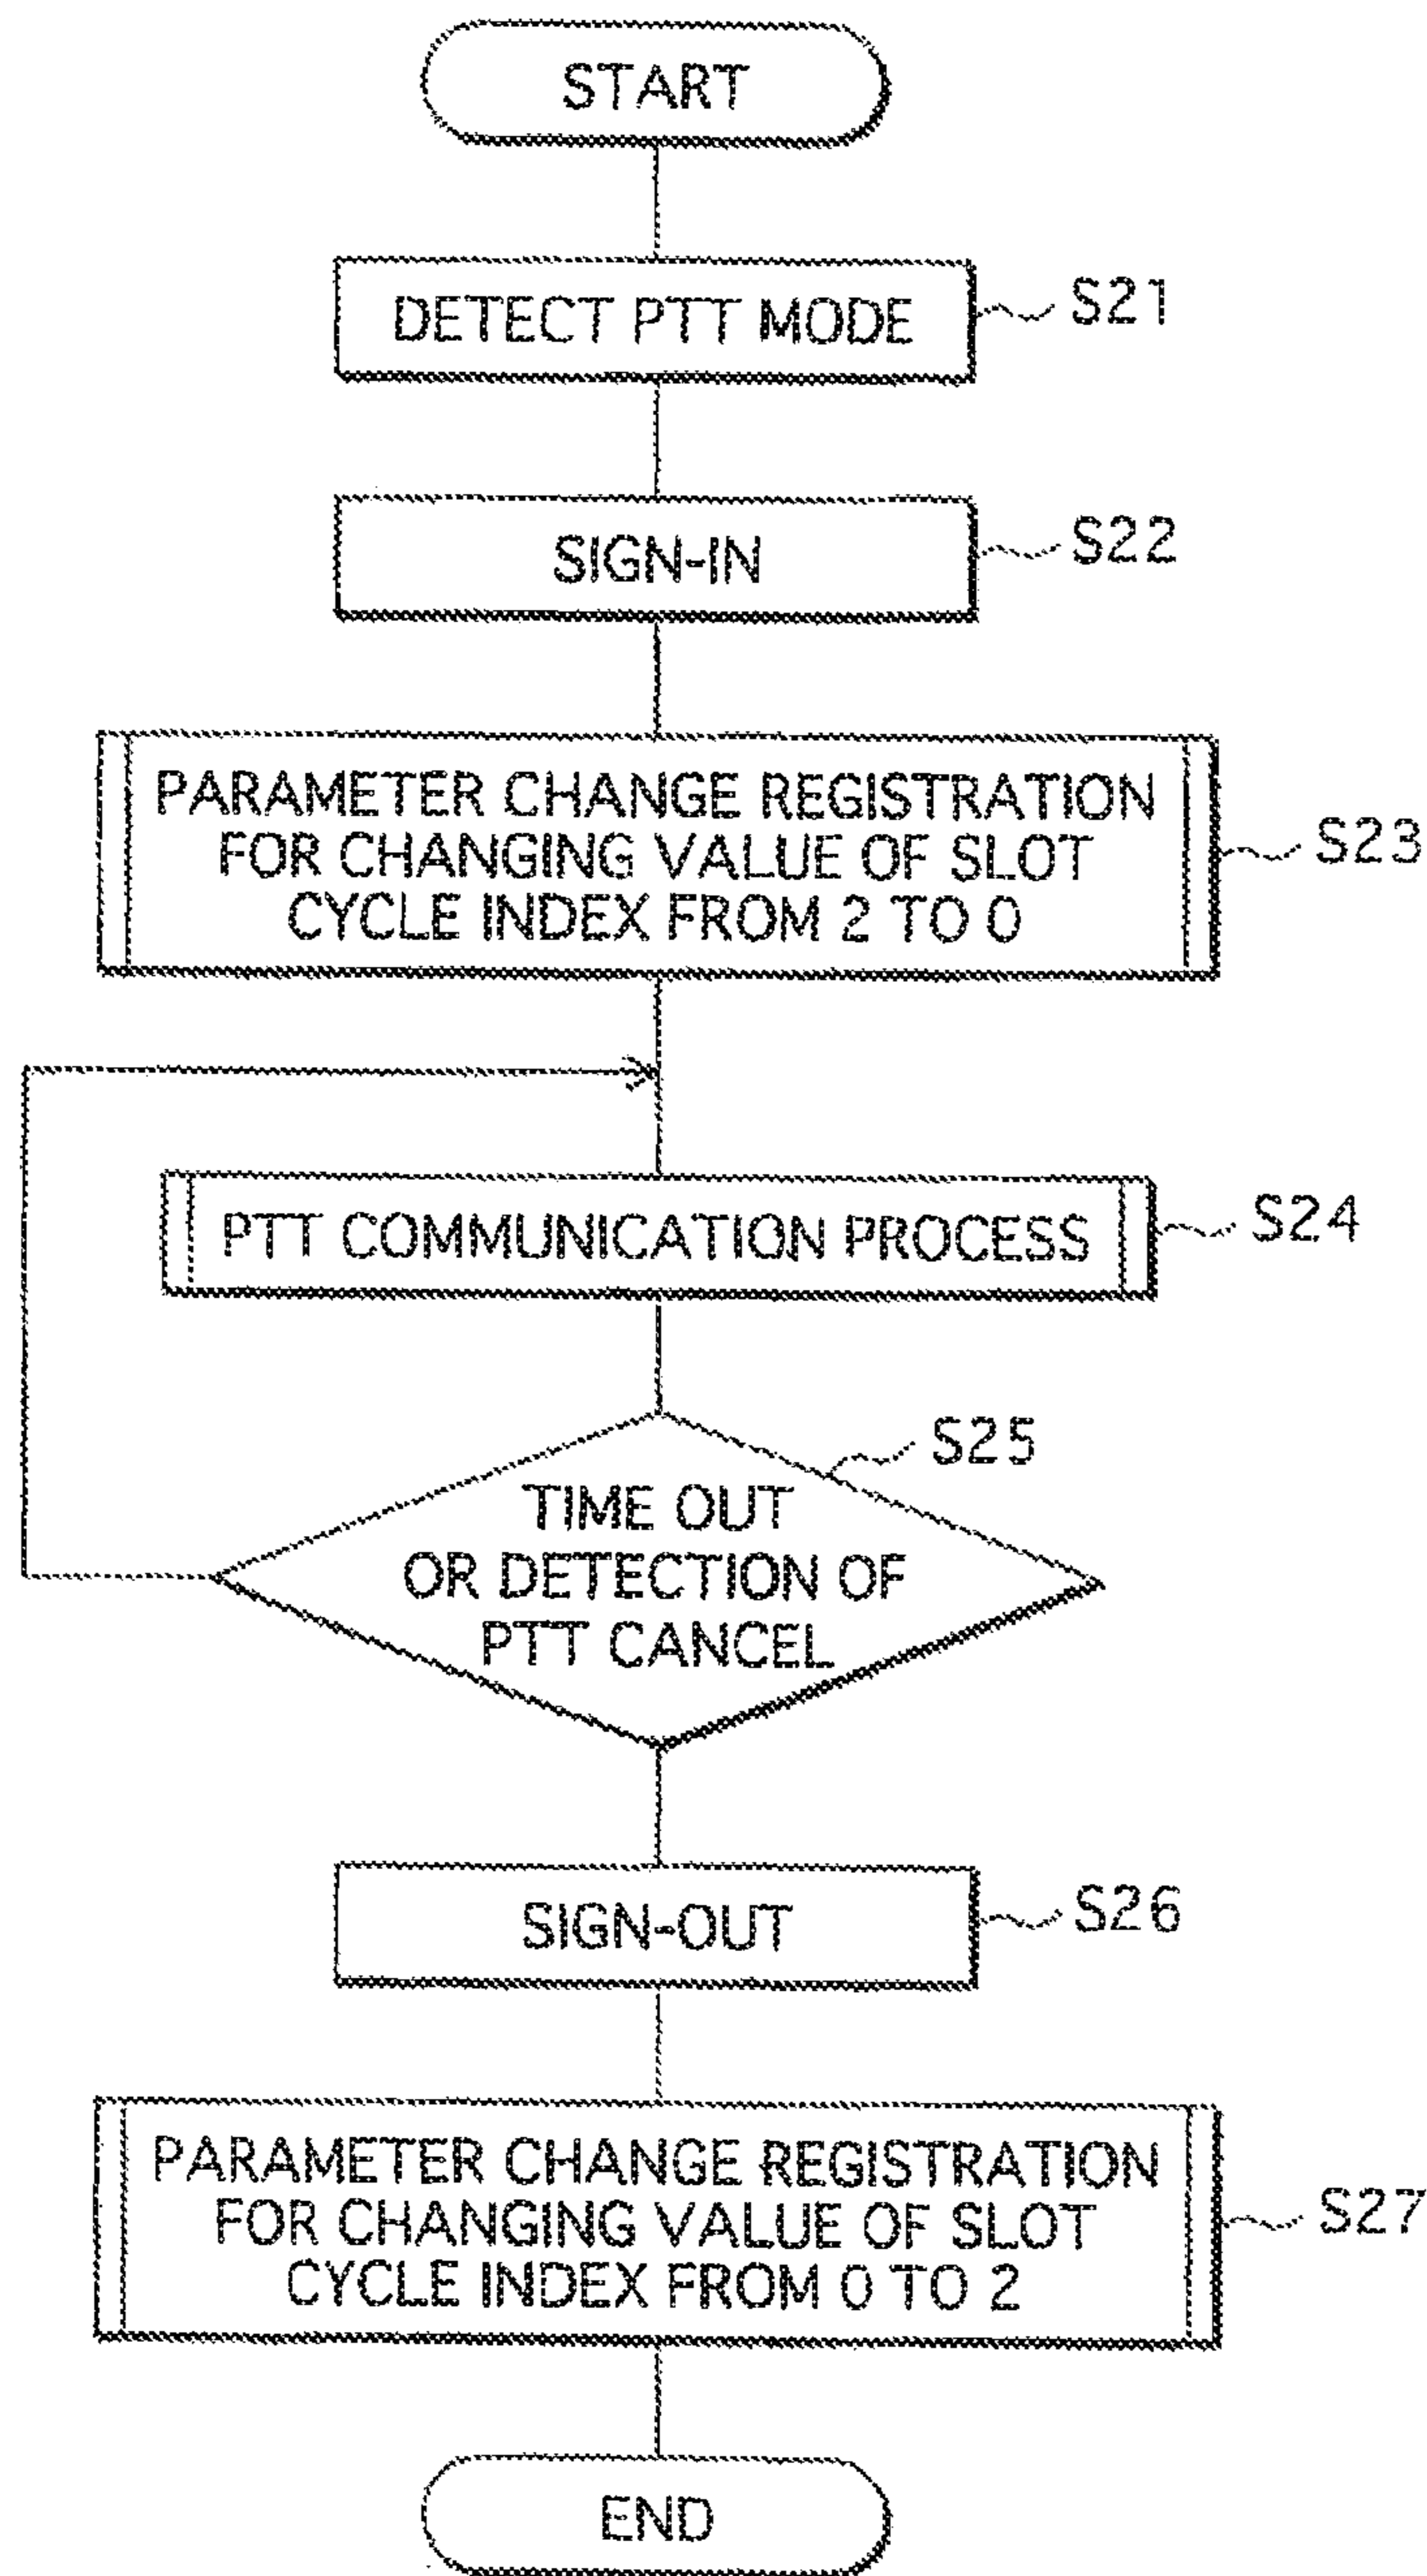 START
DETECT PTT MODE
S21
SIGN-IN
S22
PARAMETER CHANGE REGISTRATION
FOR CHANGING VALUE OF SLOT
CYCLE INDEX FROM 2 TO 0
S23
PTT COMMUNICATION PROCESS
S24
S25
TIME OUT
OR DETECTION OF
PTT CANCEL
SIGN-OUT
S26
PARAMETER CHANGE REGISTRATION
FOR CHANGING VALUE OF SLOT
CYCLE INDEX FROM 0 TO 2
S27
END